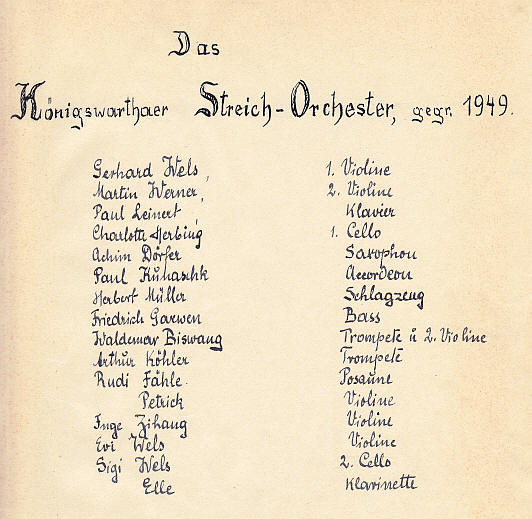 Das
Königswarthaer Streich-Orchester, gegr. 1949.
Gerhard Wels, 1. Violine
Martin Werner, 2. Violine
Paul Leinert, Klavier
Charlotte Herbing 1. Cello
Achim Dörfer Saxophon
Paul Kuhaschk Accordeon
Herbert Müller Schlagzeug
Friedrich Garwen Bass
Waldemar Biswang Trompete u 2. Violine
Arthur Köhler Trompete
Rudi Fähle Posaune
Petrick Violine
Inge Zihang Violine
Evi Wels Violine
Sigi Wels 2. Cello
Elle Klarinette